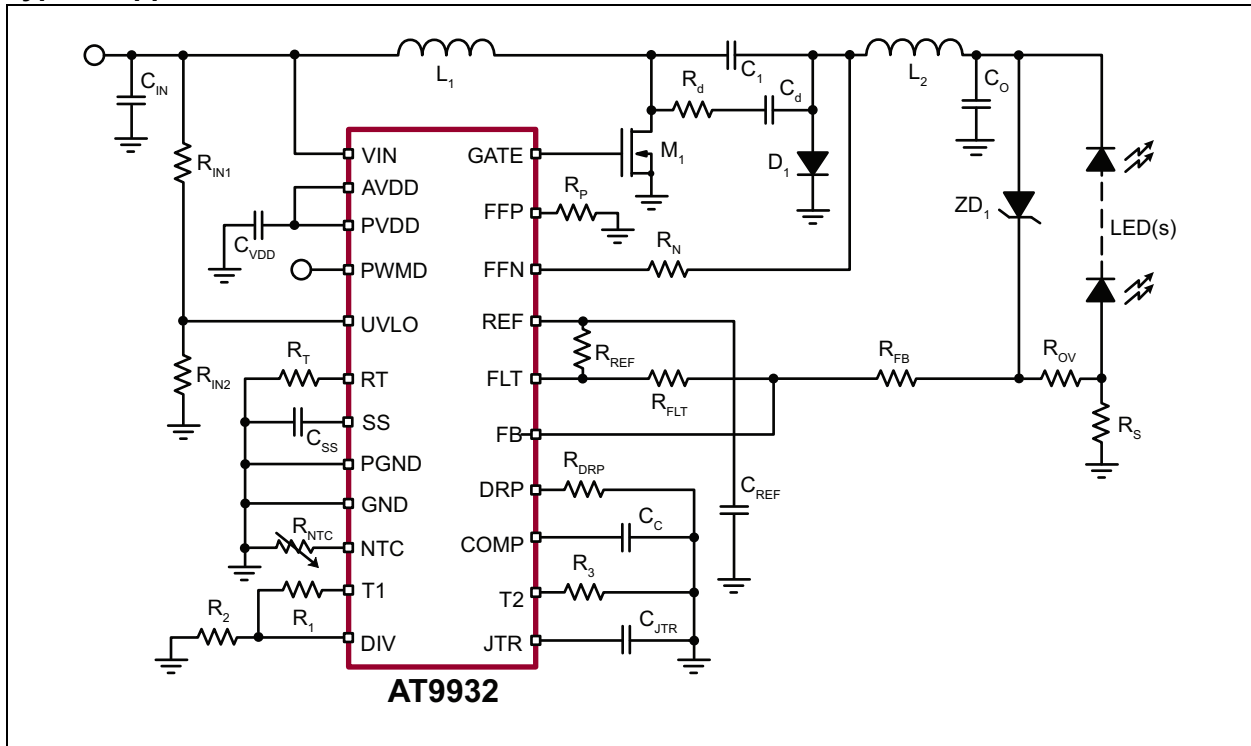 L1
C1
L2
CIN
Rd
Cd
CO
RIN1
VIN
GATE
M1
D1
AVDD
RP
FFP
ZD1
LED(s)
PVDD
CVDD
RN
PWMD
FFN
UVLO
REF
RREF
RT
RT
FLT
RFLT
RFB
ROV
RIN2
SS
CSS
FB
RS
PGND
RDRP
DRP
CREF
GND
CC
RNTC
NTC
COMP
R3
T1
T2
R2
R1
CJTR
DIV
JTR
AT9932